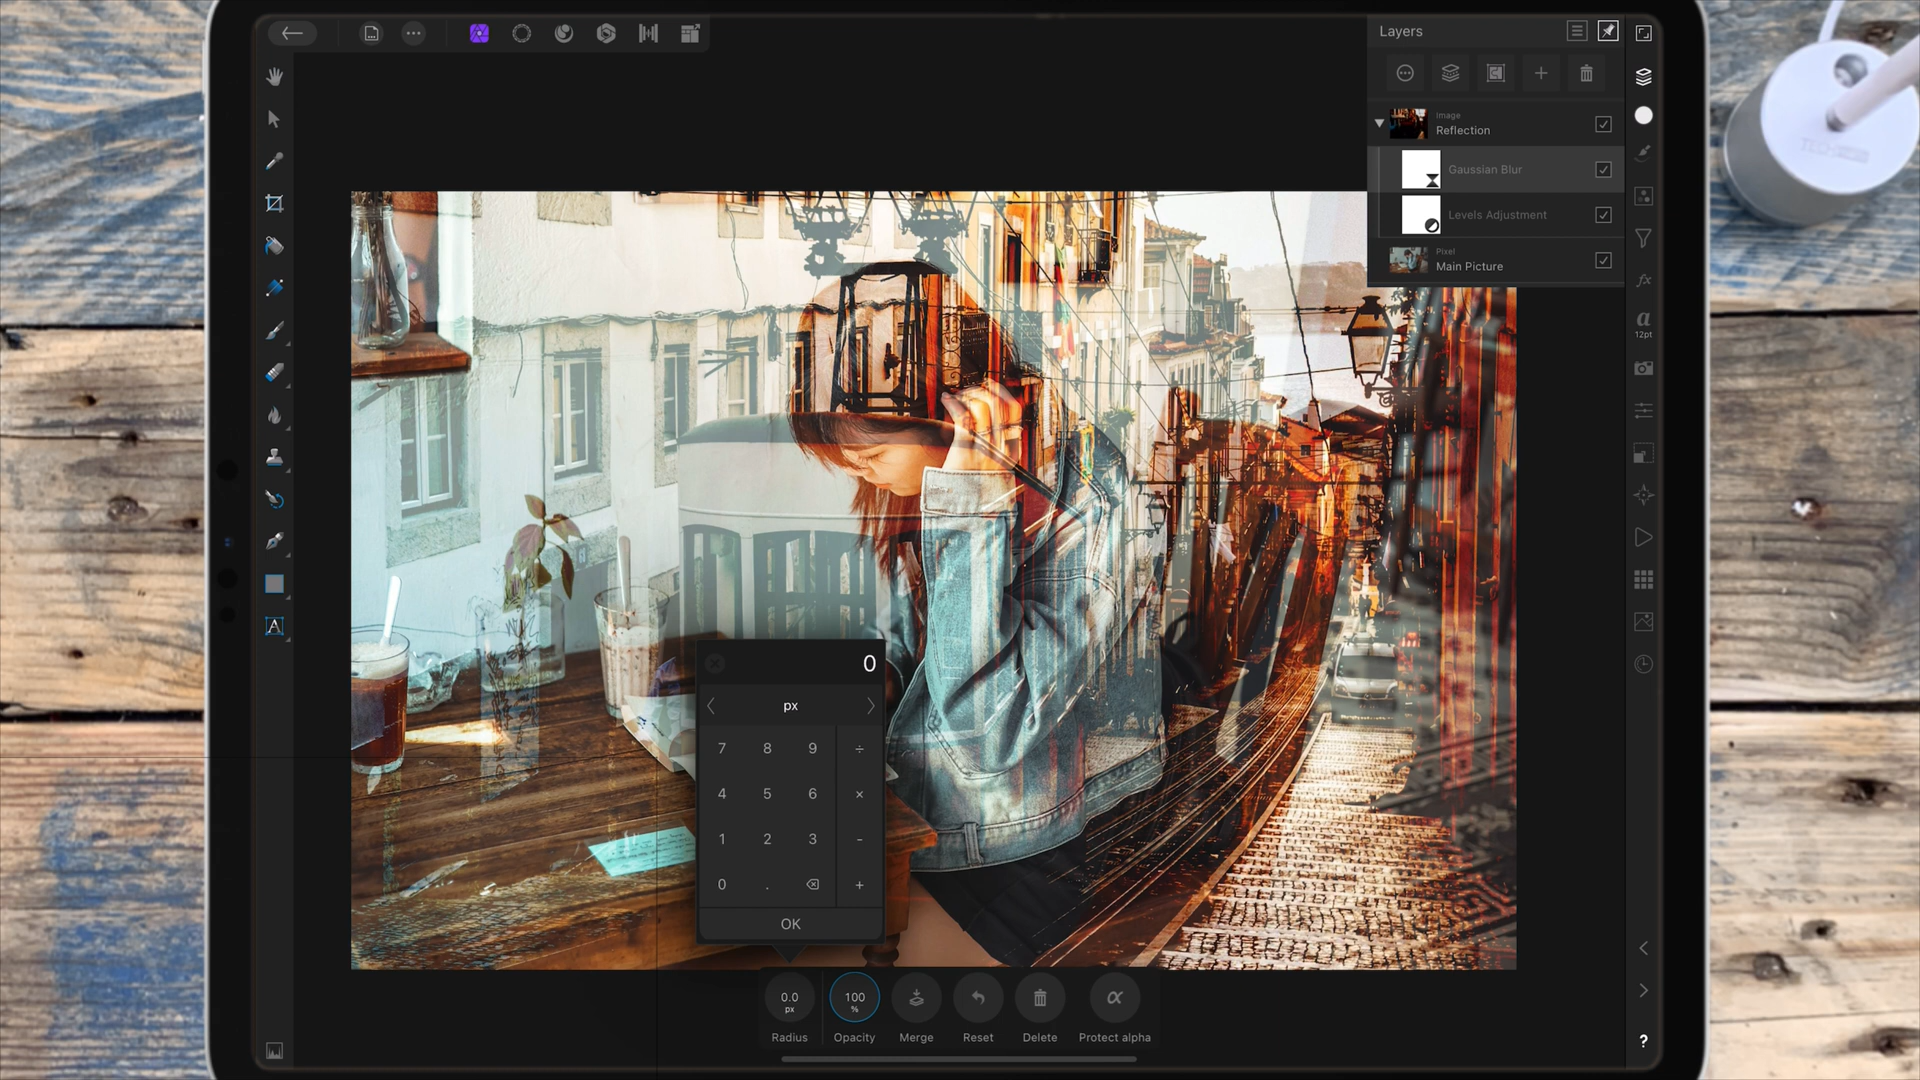 Layers
Image
Reflection
Gaussian Blur
Levels Adjustment
Pixel
Main Picture
a
12pt
fx
A
0
px
7 8 9 ÷
4 5 6 ×
1 2 3 -
0 . +
OK
0.0
px
100
%
α
Radius
Opacity
Merge
Reset
Delete
Protect alpha
?